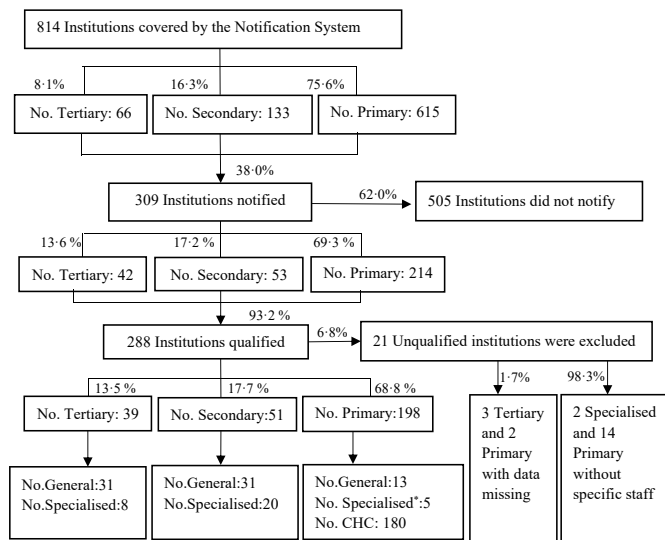 814 Institutions covered by the Notification System
8·1%
16·3%
75·6%
No. Tertiary: 66
No. Secondary: 133
No. Primary: 615
38·0%
309 Institutions notified
62·0%
505 Institutions did not notify
13·6 %
17·2 %
69·3 %
No. Tertiary: 42
No. Secondary: 53
No. Primary: 214
93·2 %
288 Institutions qualified
6·8%
21 Unqualified institutions were excluded
13·5 %
17·7 %
68·8 %
1·7%
98·3%
No. Tertiary: 39
No. Secondary:51
No. Primary:198
3 Tertiary
and 2
Primary
with data
missing
2 Specialised
and 14
Primary
without
specific staff
No.General:31
No.Specialised:8
No.General:31
No.Specialised:20
No.General:13
No. Specialised*:5
No. CHC: 180